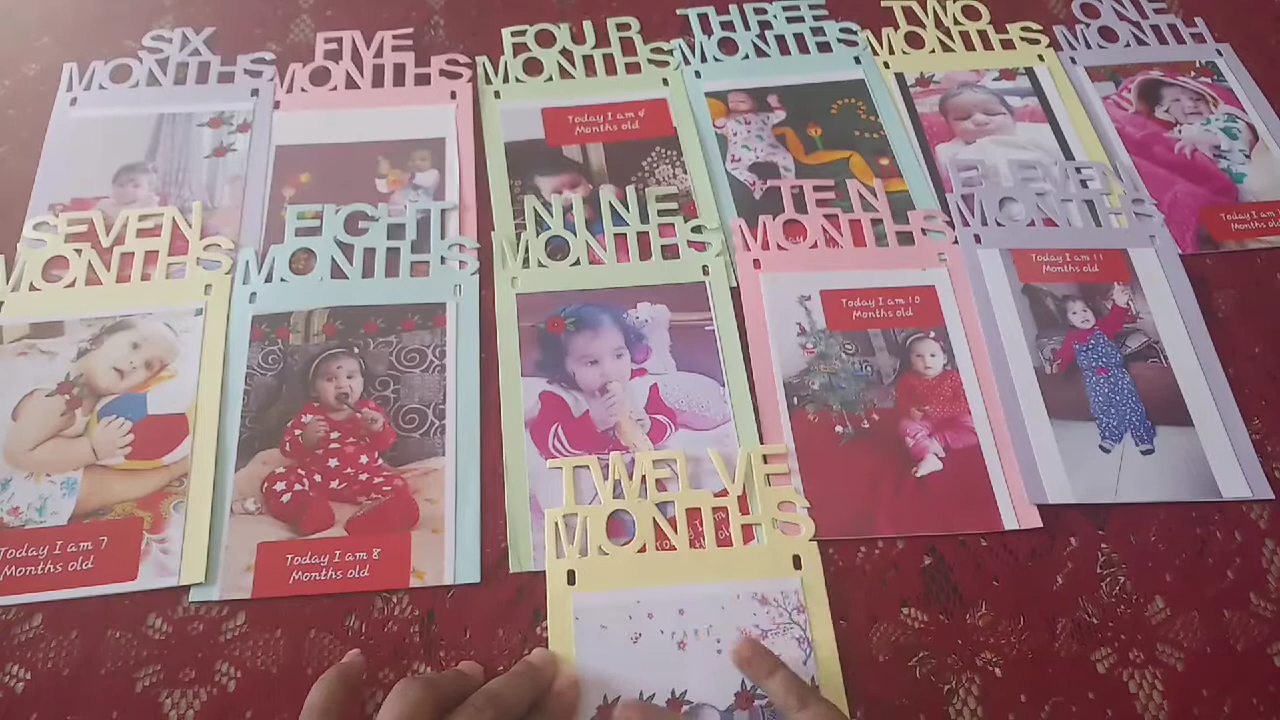 SIX
MONTHS
FIVE
MONTHS
FOUR
MONTHS
Today I am 4
Months old
THREE
MONTHS
TWO
MONTHS
ONE
MONTH
Today I am
Months old
SEVEN
MONTHS
Today I am 7
Months old
EIGHT
MONTHS
Today I am 8
Months old
NINE
MONTHS
TEN
MONTHS
Today I am 10
Months old
ELEVEN
MONTHS
Today I am 11
Months old
TWELVE
MONTHS